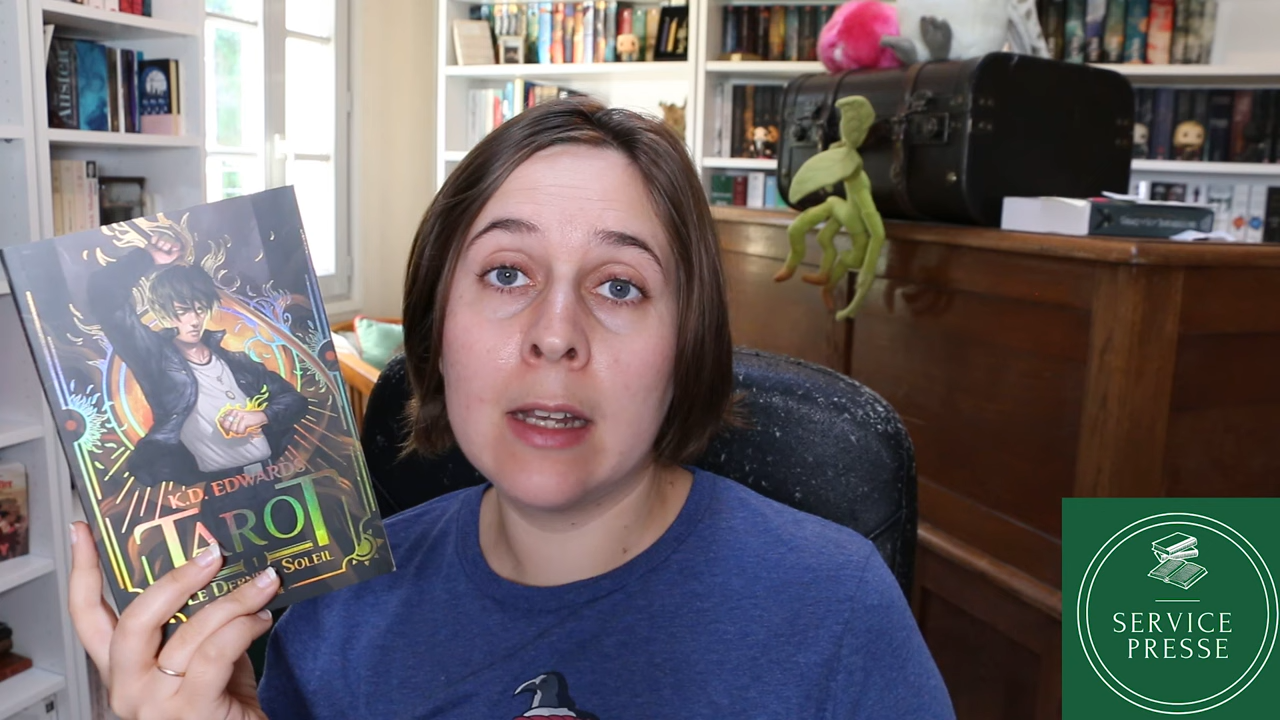 K.D. EDWARDS
TAROT
LE DERNIER SOLEIL
SERVICE
PRESSE